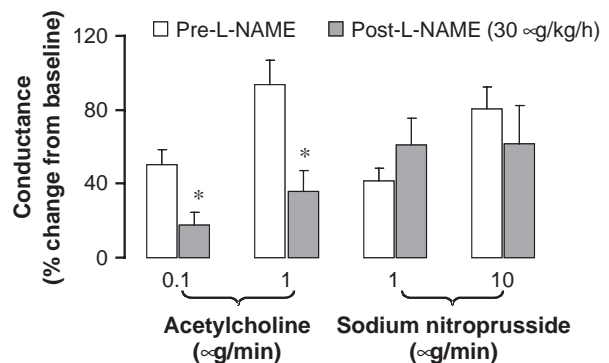 120
80
40
0
Conductance
(% change from baseline)
Pre-L-NAME
Post-L-NAME (30 ∝g/kg/h)
*
*
0.1
1
1
10
Acetylcholine
(∝g/min)
Sodium nitroprusside
(∝g/min)